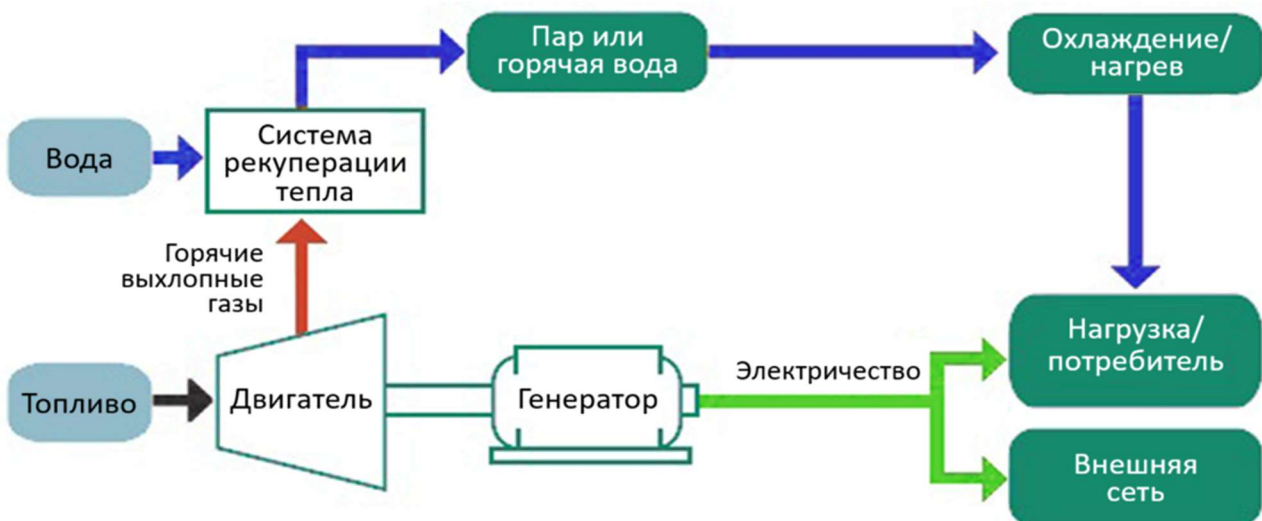 Пар или
горячая вода
Охлаждение/
нагрев
Вода
Система
рекуперации
тепла
Горячие
выхлопные
газы
Топливо
Двигатель
Генератор
Электричество
Нагрузка/
потребитель
Внешняя
сеть